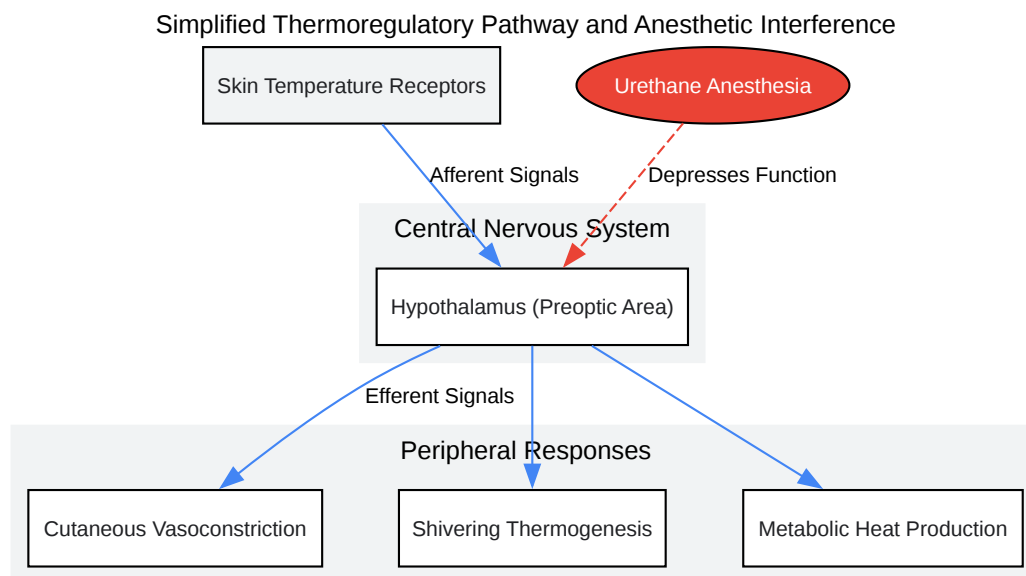 Simplified Thermoregulatory Pathway and Anesthetic Interference
Skin Temperature Receptors
Urethane Anesthesia
Afferent Signals
Depresses Function
Central Nervous System
Hypothalamus (Preoptic Area)
Efferent Signals
Peripheral Responses
Cutaneous Vasoconstriction
Shivering Thermogenesis
Metabolic Heat Production